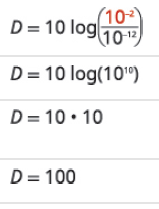 D = 10 log(10⁻²/10⁻¹²)
D = 10 log(10¹⁰)
D = 10 • 10
D = 100